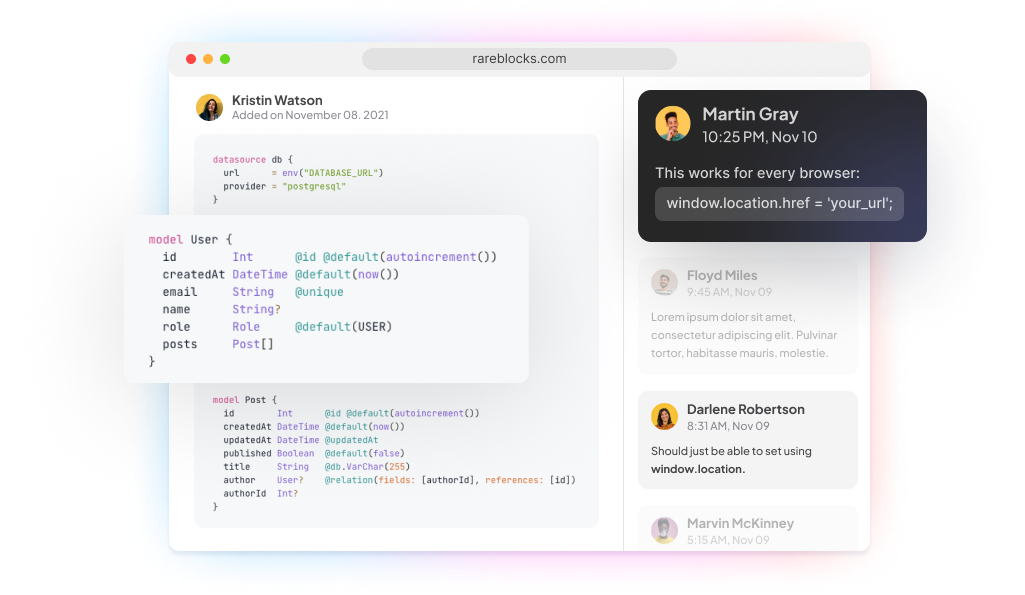 rareblocks.com
Kristin Watson
Added on November 08. 2021
datasource db {
  url      = env("DATABASE_URL")
  provider = "postgresql"
}
model User {
  id        Int      @id @default(autoincrement())
  createdAt DateTime @default(now())
  email     String   @unique
  name      String?
  role      Role     @default(USER)
  posts     Post[]
}
model Post {
  id        Int      @id @default(autoincrement())
  createdAt DateTime @default(now())
  updatedAt DateTime @updatedAt
  published Boolean  @default(false)
  title     String   @db.VarChar(255)
  author    User?    @relation(fields: [authorId], references: [id])
  authorId  Int?
}
Martin Gray
10:25 PM, Nov 10
This works for every browser:
window.location.href = 'your_url';
Floyd Miles
9:45 AM, Nov 09
Lorem ipsum dolor sit amet,
consectetur adipiscing elit. Pulvinar
tortor, habitasse mauris, molestie.
Darlene Robertson
8:31 AM, Nov 09
Should just be able to set using
window.location.
Marvin McKinney
5:15 AM, Nov 09